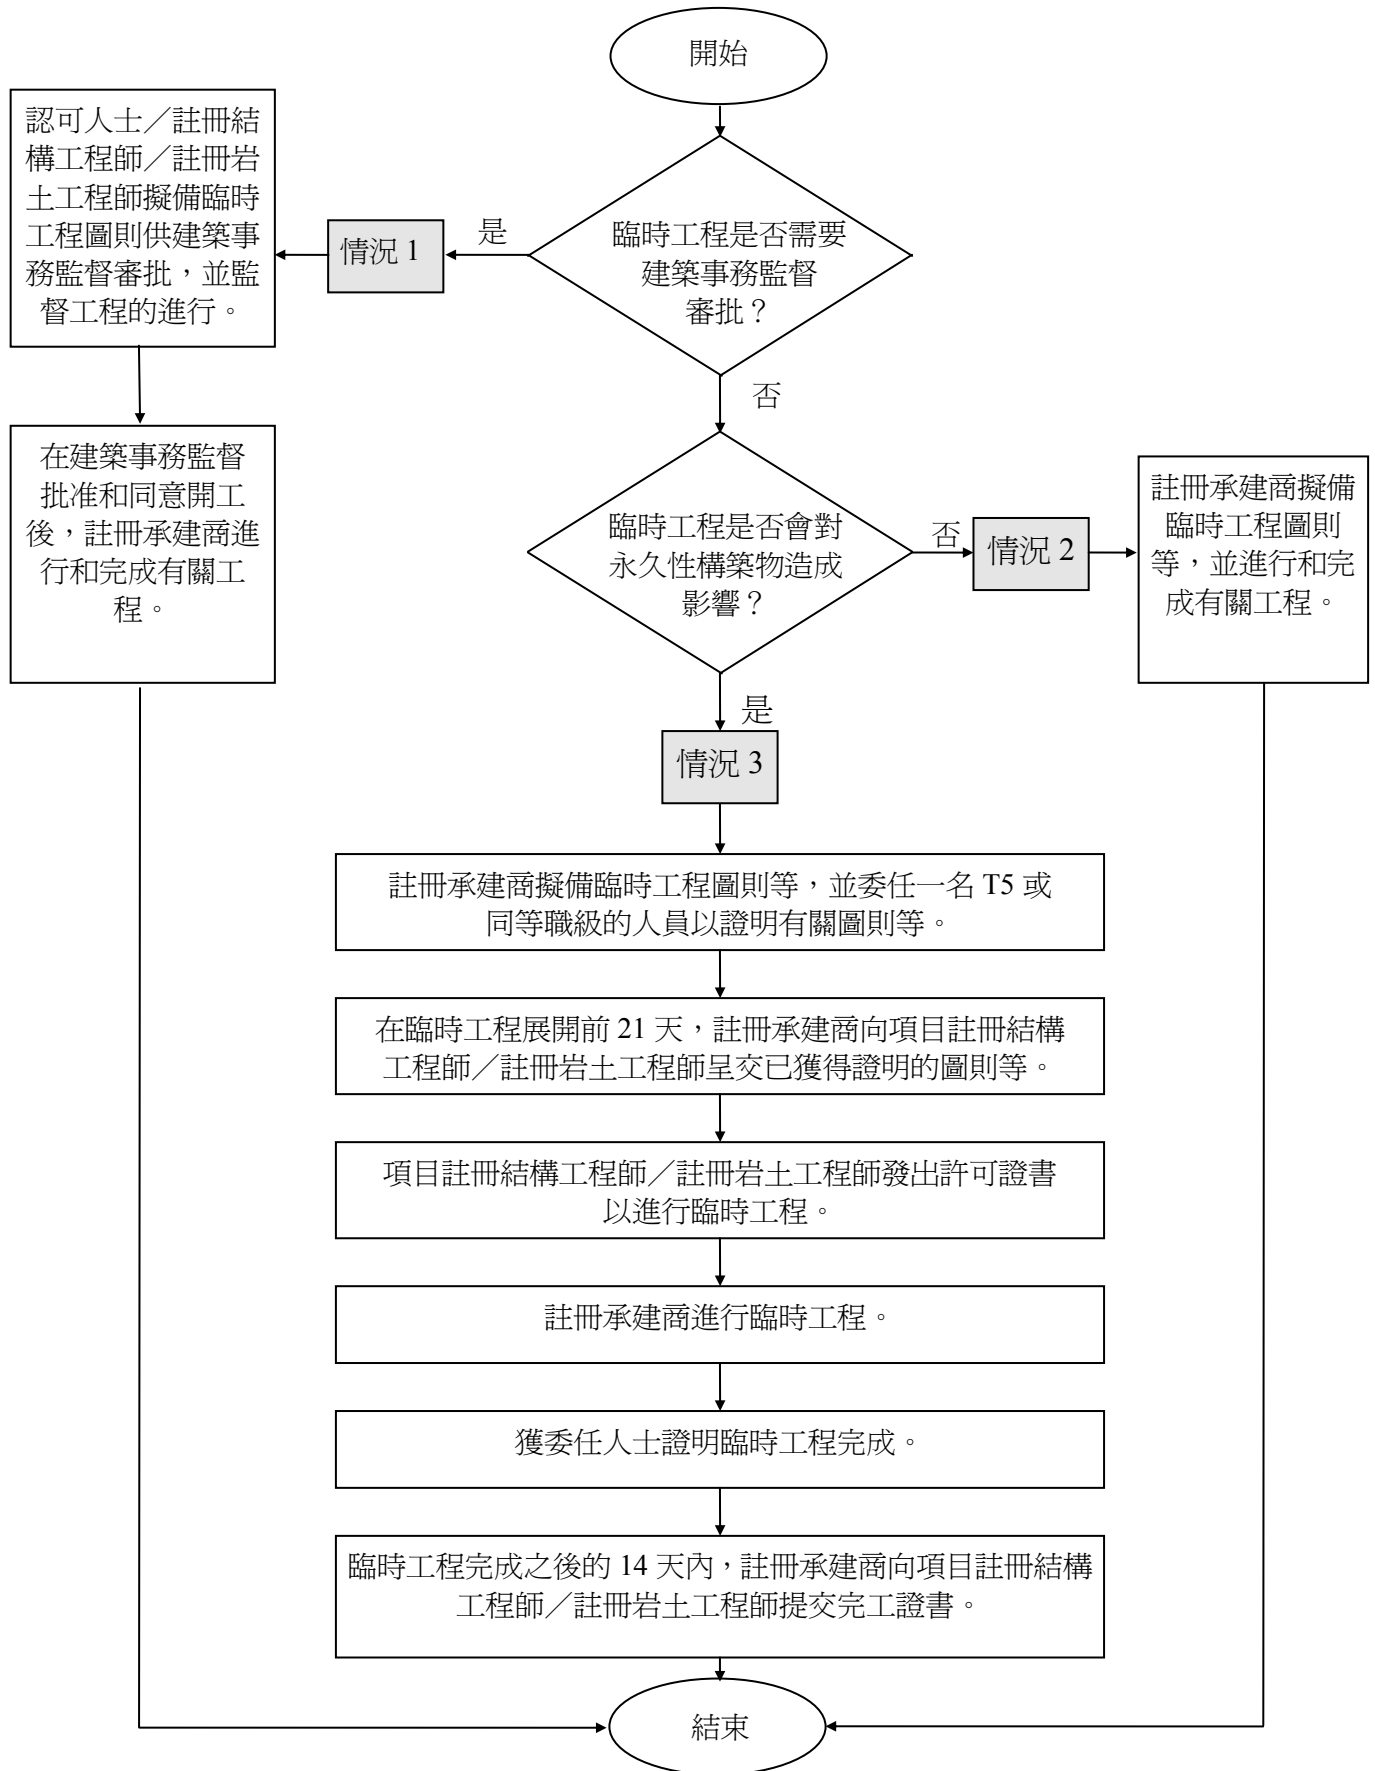 開始
認可人士／註冊結
構工程師／註冊岩
土工程師擬備臨時
工程圖則供建築事
務監督審批，並監
督工程的進行。
情況 1
是
臨時工程是否需要
建築事務監督
審批？
否
在建築事務監督
批准和同意開工
後，註冊承建商進
行和完成有關工
程。
臨時工程是否會對
永久性構築物造成
影響？
否
情況 2
註冊承建商擬備
臨時工程圖則
等，並進行和完
成有關工程。
是
情況 3
註冊承建商擬備臨時工程圖則等，並委任一名 T5 或
同等職級的人員以證明有關圖則等。
在臨時工程展開前 21 天，註冊承建商向項目註冊結構
工程師／註冊岩土工程師呈交已獲得證明的圖則等。
項目註冊結構工程師／註冊岩土工程師發出許可證書
以進行臨時工程。
註冊承建商進行臨時工程。
獲委任人士證明臨時工程完成。
臨時工程完成之後的 14 天內，註冊承建商向項目註冊結構
工程師／註冊岩土工程師提交完工證書。
結束